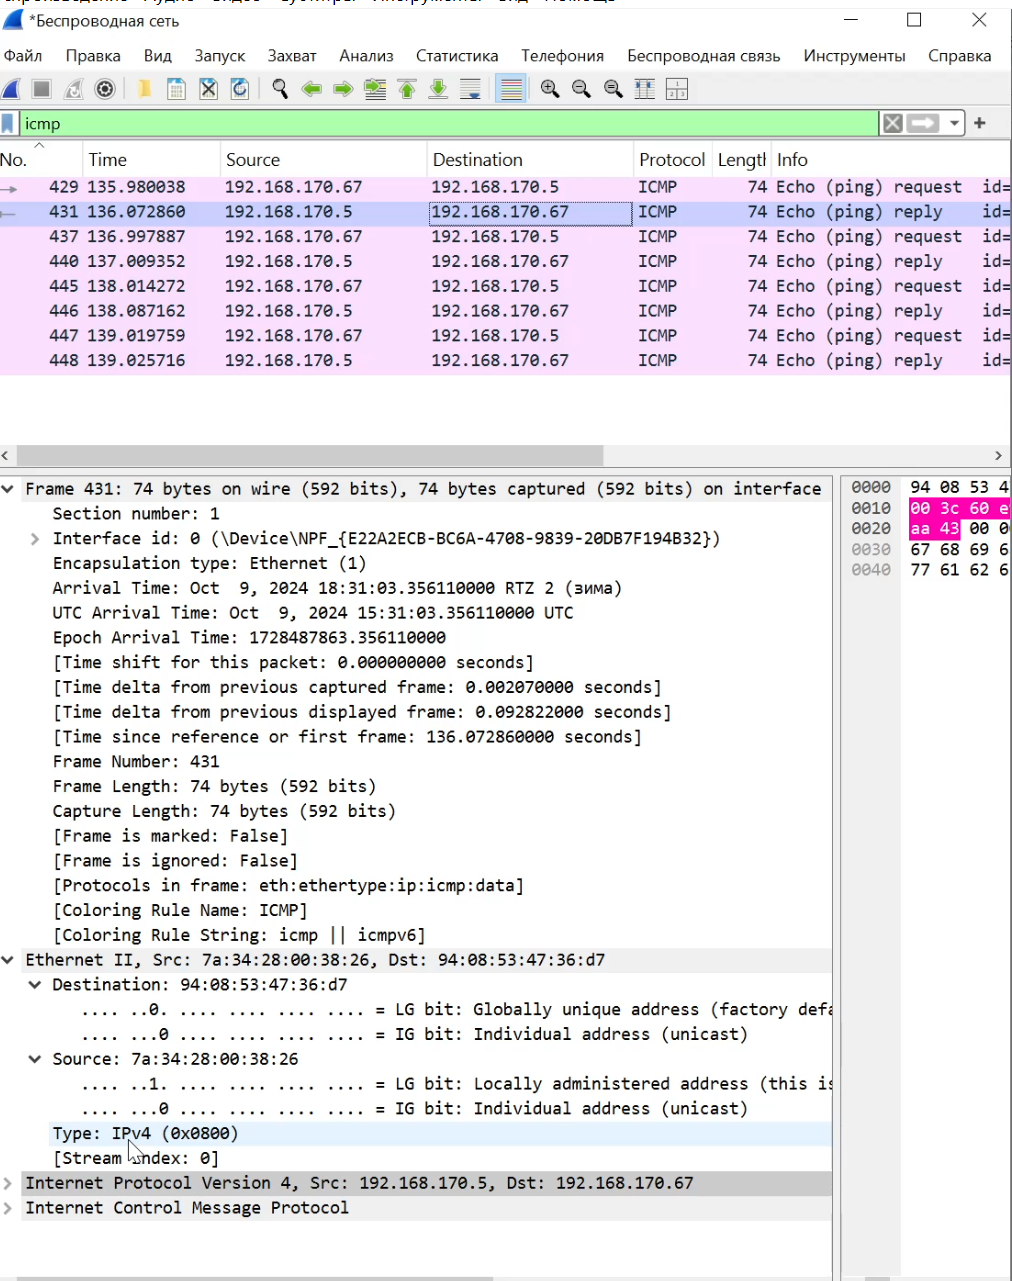 *Беспроводная сеть
Файл Правка Вид Запуск Захват Анализ Статистика Телефония Беспроводная связь Инструменты Справка
icmp
No. Time Source Destination Protocol Lengtl Info
429 135.980038 192.168.170.67 192.168.170.5 ICMP 74 Echo (ping) request id=
431 136.072860 192.168.170.5 192.168.170.67 ICMP 74 Echo (ping) reply id=
437 136.997887 192.168.170.67 192.168.170.5 ICMP 74 Echo (ping) request id=
440 137.009352 192.168.170.5 192.168.170.67 ICMP 74 Echo (ping) reply id=
445 138.014272 192.168.170.67 192.168.170.5 ICMP 74 Echo (ping) request id=
446 138.087162 192.168.170.5 192.168.170.67 ICMP 74 Echo (ping) reply id=
447 139.019759 192.168.170.67 192.168.170.5 ICMP 74 Echo (ping) request id=
448 139.025716 192.168.170.5 192.168.170.67 ICMP 74 Echo (ping) reply id=
Frame 431: 74 bytes on wire (592 bits), 74 bytes captured (592 bits) on interface
Section number: 1
Interface id: 0 (\Device\NPF_{E22A2ECB-BC6A-4708-9839-20DB7F194B32})
Encapsulation type: Ethernet (1)
Arrival Time: Oct 9, 2024 18:31:03.356110000 RTZ 2 (зима)
UTC Arrival Time: Oct 9, 2024 15:31:03.356110000 UTC
Epoch Arrival Time: 1728487863.356110000
[Time shift for this packet: 0.000000000 seconds]
[Time delta from previous captured frame: 0.002070000 seconds]
[Time delta from previous displayed frame: 0.092822000 seconds]
[Time since reference or first frame: 136.072860000 seconds]
Frame Number: 431
Frame Length: 74 bytes (592 bits)
Capture Length: 74 bytes (592 bits)
[Frame is marked: False]
[Frame is ignored: False]
[Protocols in frame: eth:ethertype:ip:icmp:data]
[Coloring Rule Name: ICMP]
[Coloring Rule String: icmp || icmpv6]
Ethernet II, Src: 7a:34:28:00:38:26, Dst: 94:08:53:47:36:d7
Destination: 94:08:53:47:36:d7
.... ..0. .... .... .... .... = LG bit: Globally unique address (factory defa
.... ...0 .... .... .... .... = IG bit: Individual address (unicast)
Source: 7a:34:28:00:38:26
.... ..1. .... .... .... .... = LG bit: Locally administered address (this is
.... ...0 .... .... .... .... = IG bit: Individual address (unicast)
Type: IPv4 (0x0800)
[Stream index: 0]
Internet Protocol Version 4, Src: 192.168.170.5, Dst: 192.168.170.67
Internet Control Message Protocol
0000 94 08 53 4
0010 00 3c 60 e
0020 aa 43 00 0
0030 67 68 69 6
0040 77 61 62 6